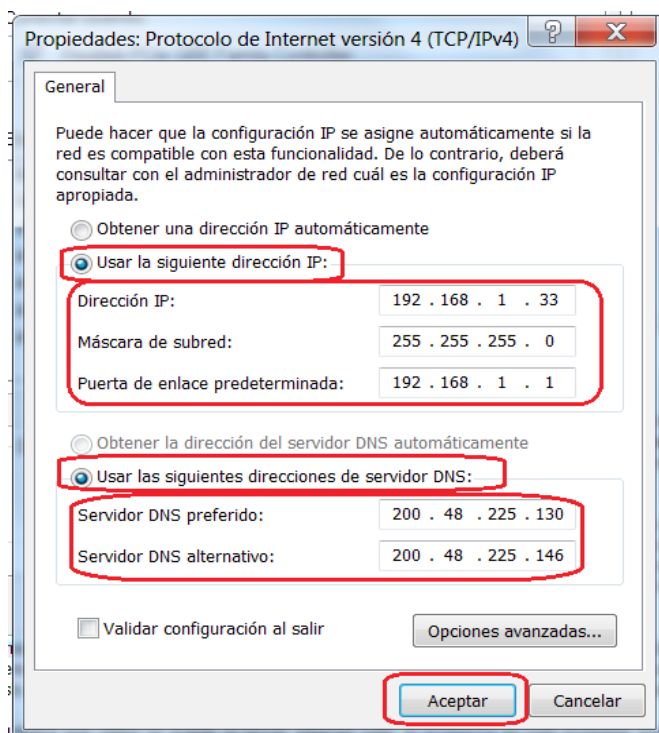 Propiedades: Protocolo de Internet versión 4 (TCP/IPv4)
General
Puede hacer que la configuración IP se asigne automáticamente si la
red es compatible con esta funcionalidad. De lo contrario, deberá
consultar con el administrador de red cuál es la configuración IP
apropiada.
Obtener una dirección IP automáticamente
Usar la siguiente dirección IP:
Dirección IP: 192 . 168 . 1 . 33
Máscara de subred: 255 . 255 . 255 . 0
Puerta de enlace predeterminada: 192 . 168 . 1 . 1
Obtener la dirección del servidor DNS automáticamente
Usar las siguientes direcciones de servidor DNS:
Servidor DNS preferido: 200 . 48 . 225 . 130
Servidor DNS alternativo: 200 . 48 . 225 . 146
Validar configuración al salir
Opciones avanzadas...
Aceptar Cancelar